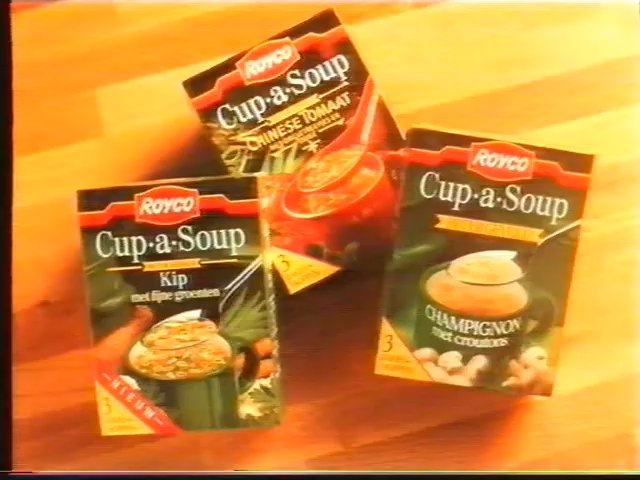 ROYCO
Cup·a·Soup
CHINESE TOMAAT
3
ROYCO
Cup·a·Soup
Kip
met fijne groenten
NIEUW
3
ROYCO
Cup·a·Soup
CHAMPIGNON
met croutons
3